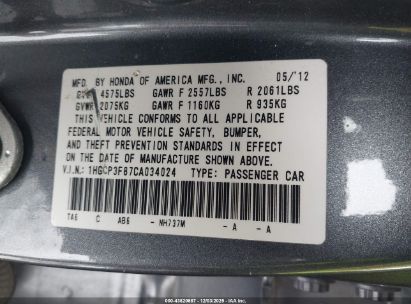 MFD. BY HONDA OF AMERICA MFG., INC. 05/'12
GVWR 4575LBS GAWR F 2557LBS R 2061LBS
GVWR 2075KG GAWR F 1160KG R 935KG
THIS VEHICLE CONFORMS TO ALL APPLICABLE
FEDERAL MOTOR VEHICLE SAFETY, BUMPER,
AND THEFT PREVENTION STANDARDS IN EFFECT
ON THE DATE OF MANUFACTURE SHOWN ABOVE.
V.I.N.: 1HGCP3F87CA034024 TYPE: PASSENGER CAR
TA6 C AB6 - NH737M - A - A